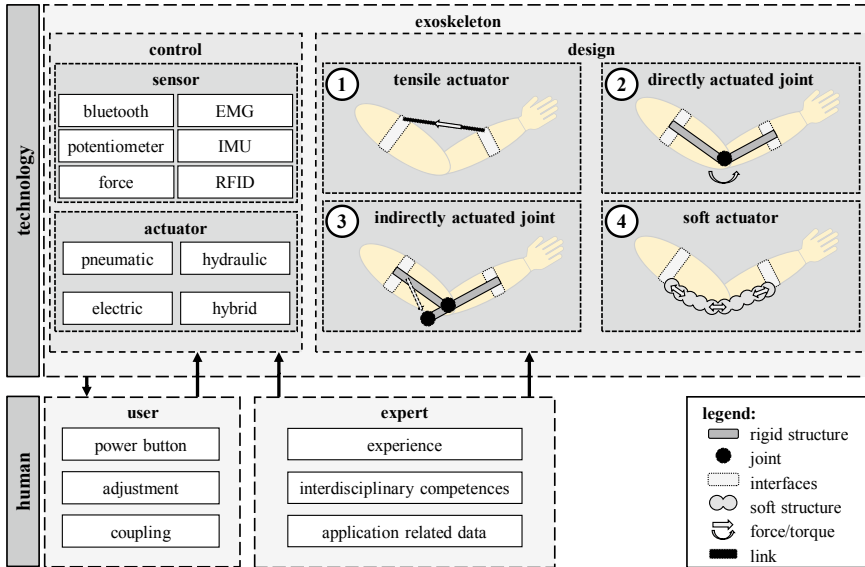 exoskeleton
technology
control
sensor
bluetooth
EMG
potentiometer
IMU
force
RFID
actuator
pneumatic
hydraulic
electric
hybrid
design
1
tensile actuator
2
directly actuated joint
3
indirectly actuated joint
4
soft actuator
human
user
power button
adjustment
coupling
expert
experience
interdisciplinary competences
application related data
legend:
rigid structure
joint
interfaces
soft structure
force/torque
link